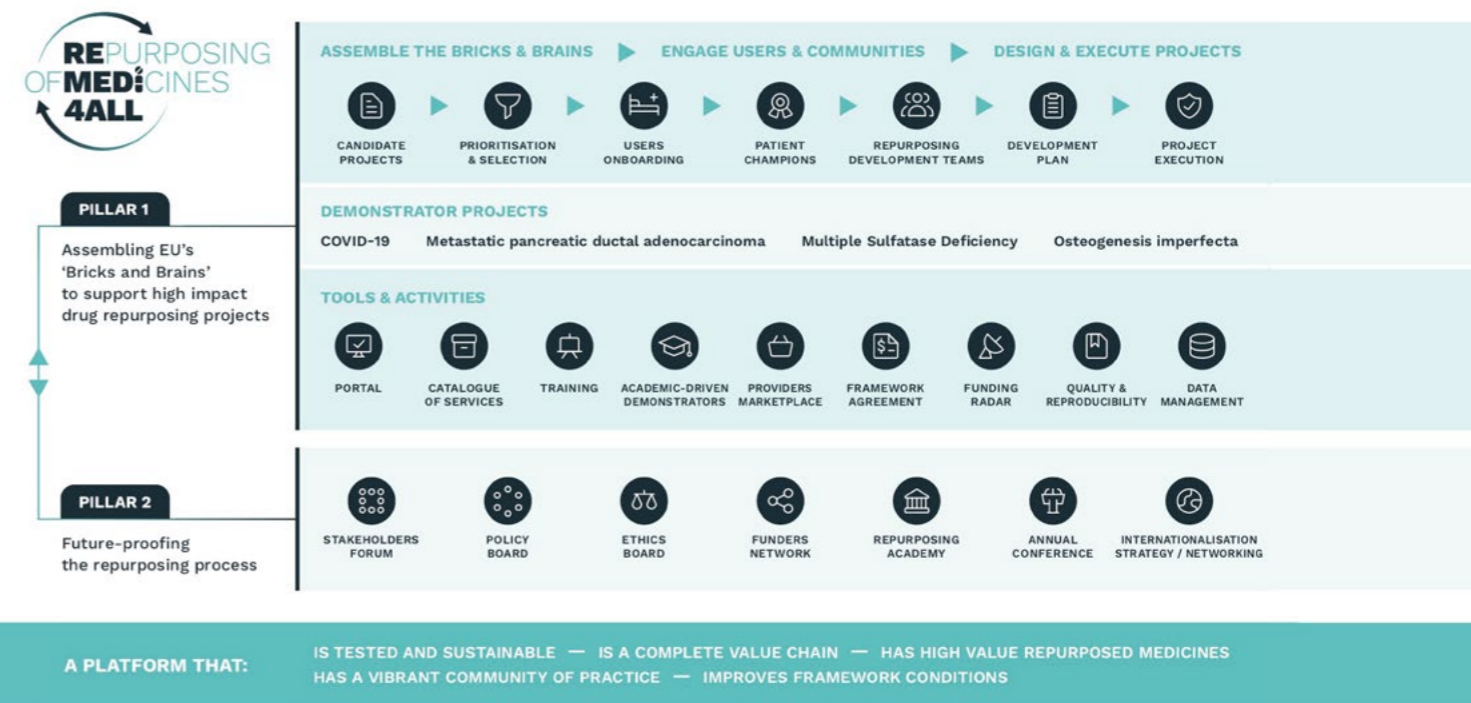 REPURPOSING
OFMEDiCINES
4ALL
ASSEMBLE THE BRICKS & BRAINS
ENGAGE USERS & COMMUNITIES
DESIGN & EXECUTE PROJECTS
CANDIDATE
PROJECTS
PRIORITISATION
& SELECTION
USERS
ONBOARDING
PATIENT
CHAMPIONS
REPURPOSING
DEVELOPMENT TEAMS
DEVELOPMENT
PLAN
PROJECT
EXECUTION
PILLAR 1
Assembling EU’s
‘Bricks and Brains’
to support high impact
drug repurposing projects
DEMONSTRATOR PROJECTS
COVID-19
Metastatic pancreatic ductal adenocarcinoma
Multiple Sulfatase Deficiency
Osteogenesis imperfecta
TOOLS & ACTIVITIES
PORTAL
CATALOGUE
OF SERVICES
TRAINING
ACADEMIC-DRIVEN
DEMONSTRATORS
PROVIDERS
MARKETPLACE
FRAMEWORK
AGREEMENT
FUNDING
RADAR
QUALITY &
REPRODUCIBILITY
DATA
MANAGEMENT
PILLAR 2
Future-proofing
the repurposing process
STAKEHOLDERS
FORUM
POLICY
BOARD
ETHICS
BOARD
FUNDERS
NETWORK
REPURPOSING
ACADEMY
ANNUAL
CONFERENCE
INTERNATIONALISATION
STRATEGY / NETWORKING
A PLATFORM THAT:
IS TESTED AND SUSTAINABLE — IS A COMPLETE VALUE CHAIN — HAS HIGH VALUE REPURPOSED MEDICINES
HAS A VIBRANT COMMUNITY OF PRACTICE — IMPROVES FRAMEWORK CONDITIONS